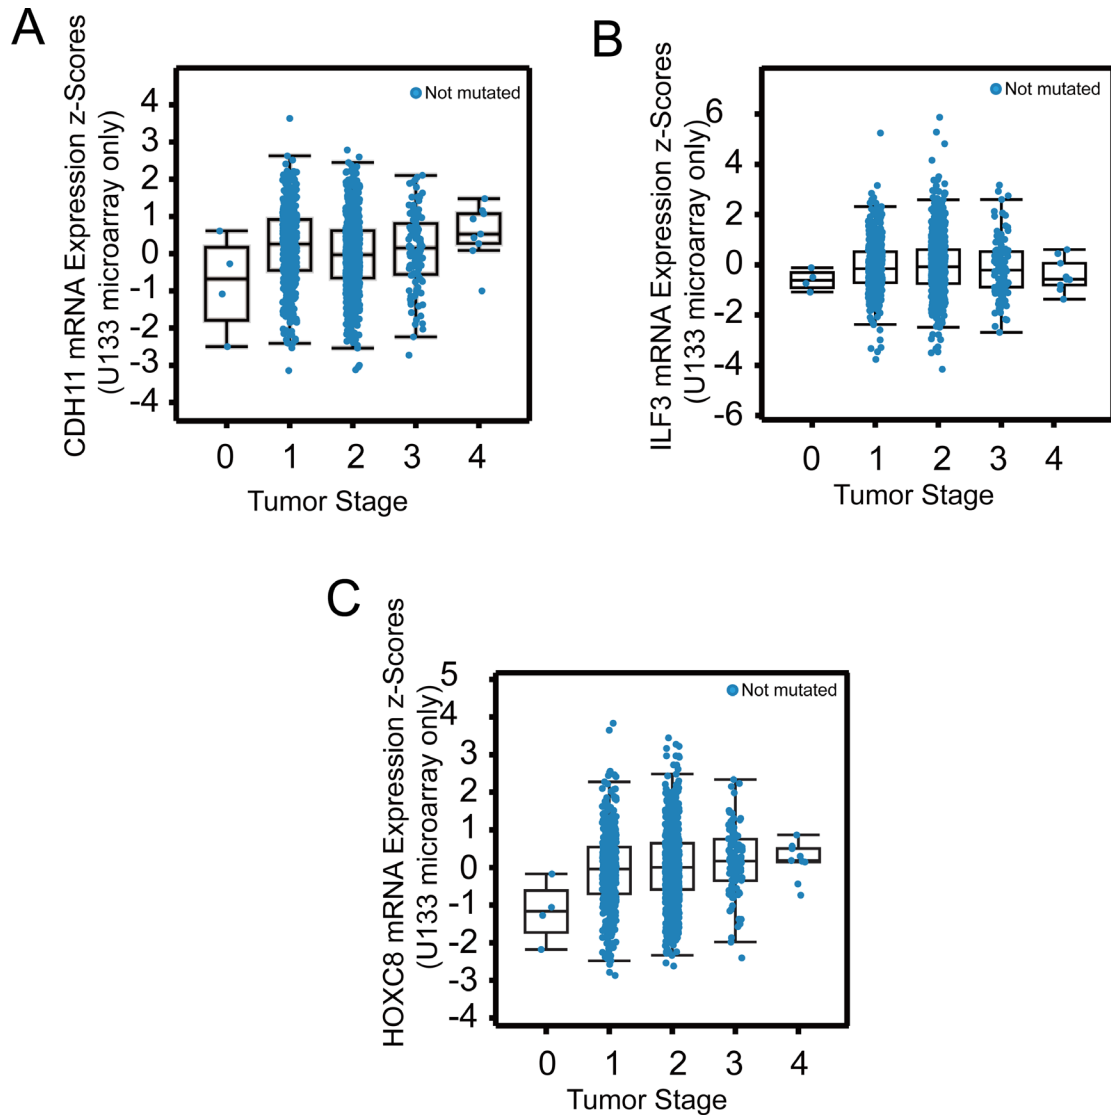 A
CDH11 mRNA Expression z-Scores
(U133 microarray only)
4
3
2
1
0
-1
-2
-3
-4
Not mutated
0 1 2 3 4
Tumor Stage
B
ILF3 mRNA Expression z-Scores
(U133 microarray only)
6
4
2
0
-2
-4
-6
Not mutated
0 1 2 3 4
Tumor Stage
C
HOXC8 mRNA Expression z-Scores
(U133 microarray only)
5
4
3
2
1
0
-1
-2
-3
-4
Not mutated
0 1 2 3 4
Tumor Stage